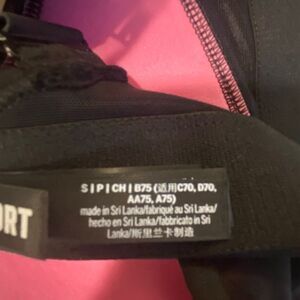 S | P | CH | B75 (适用C70, D70,
AA75, A75)
made in Sri Lanka/fabriqué au Sri Lanka/
hecho en Sri Lanka/fabbricato in Sri
Lanka/斯里兰卡制造
ORT